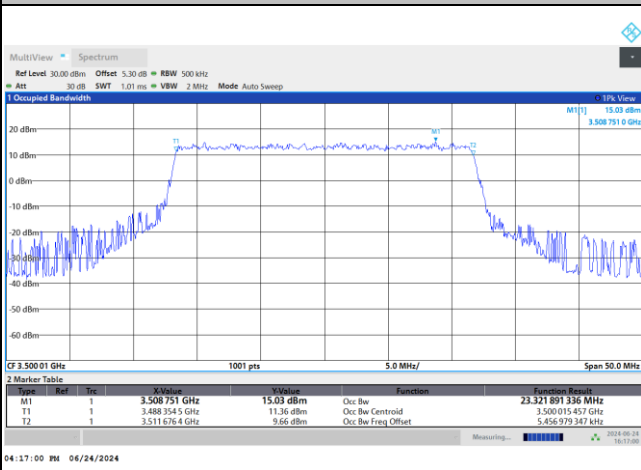 MultiView Spectrum
Ref Level 30.00 dBm Offset 5.30 dB RBW 500 kHz
Att 30 dB SWT 1.01 ms VBW 2 MHz Mode Auto Sweep
1 Occupied Bandwidth 1Pk View
M1[1] 15.03 dBm
3.508 751 0 GHz
20 dBm
M1
T1 T2
10 dBm
0 dBm
-10 dBm
-20 dBm
-30 dBm
-40 dBm
-50 dBm
-60 dBm
CF 3.500 01 GHz 1001 pts 5.0 MHz/ Span 50.0 MHz
2 Marker Table
Type Ref Trc X-Value Y-Value Function Function Result
M1 1 3.508 751 GHz 15.03 dBm Occ Bw 23.321 891 336 MHz
T1 1 3.488 354 5 GHz 11.36 dBm Occ Bw Centroid 3.500 015 457 GHz
T2 1 3.511 676 4 GHz 9.66 dBm Occ Bw Freq Offset 5.456 979 347 kHz
Measuring... 2024-06-24
16:17:00
04:17:00 PM 06/24/2024